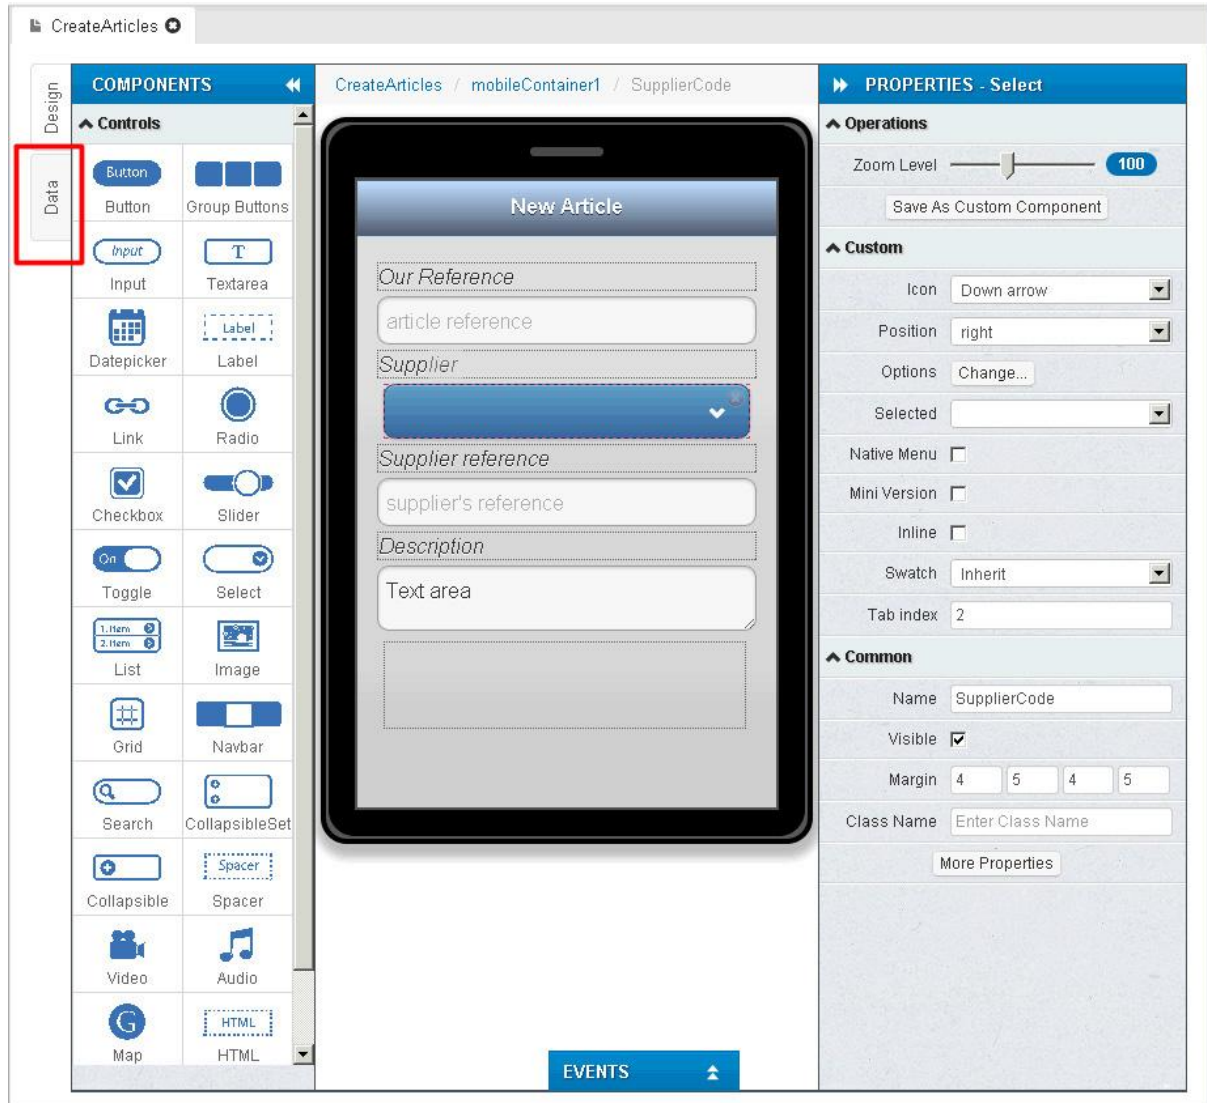 CreateArticles
Design
Data
COMPONENTS
Controls
Button
Button
Group Buttons
Input
Input
T
Textarea
Datepicker
Label
Label
Link
Radio
Checkbox
Slider
On
Toggle
Select
1.Item
2.Item
List
Image
Grid
Navbar
Search
CollapsibleSet
Collapsible
Spacer
Spacer
Video
Audio
G
Map
HTML
HTML
CreateArticles / mobileContainer1 / SupplierCode
New Article
Our Reference
article reference
Supplier
Supplier reference
supplier's reference
Description
Text area
EVENTS
PROPERTIES - Select
Operations
Zoom Level 100
Save As Custom Component
Custom
Icon Down arrow
Position right
Options Change...
Selected
Native Menu
Mini Version
Inline
Swatch Inherit
Tab index 2
Common
Name SupplierCode
Visible
Margin 4 5 4 5
Class Name Enter Class Name
More Properties